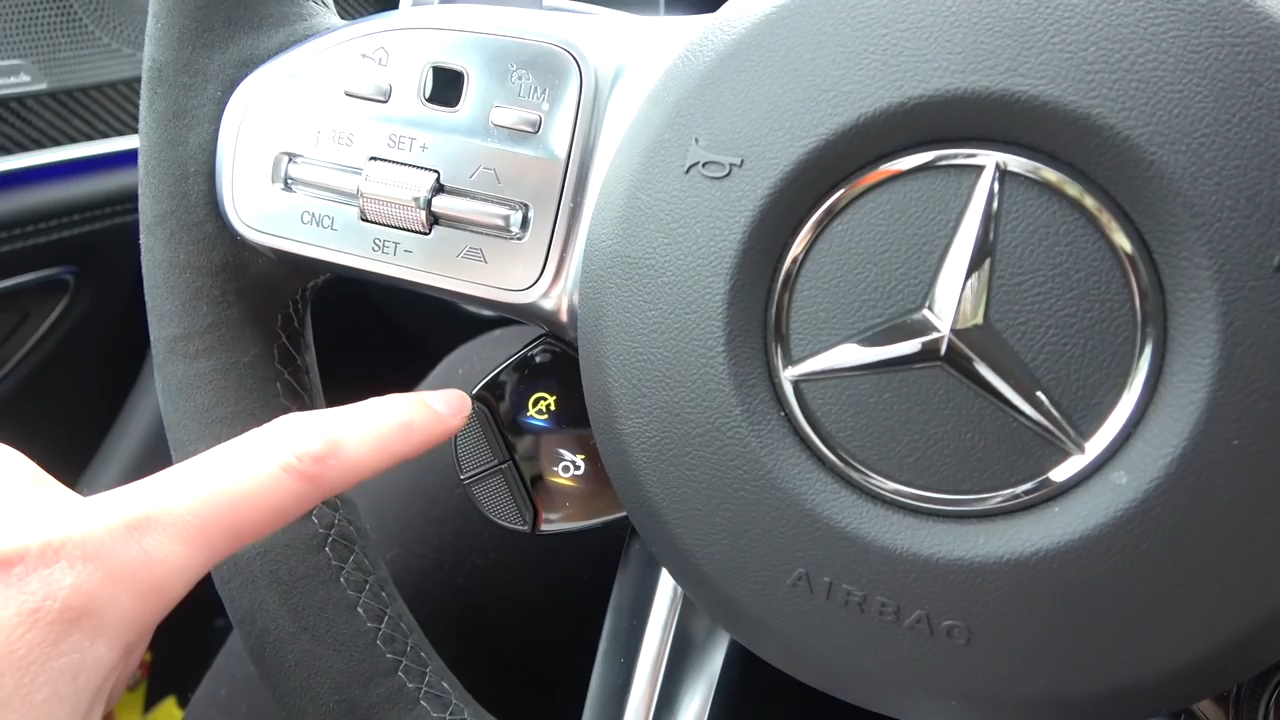 LIM
RES
SET +
CNCL
SET −
AIRBAG